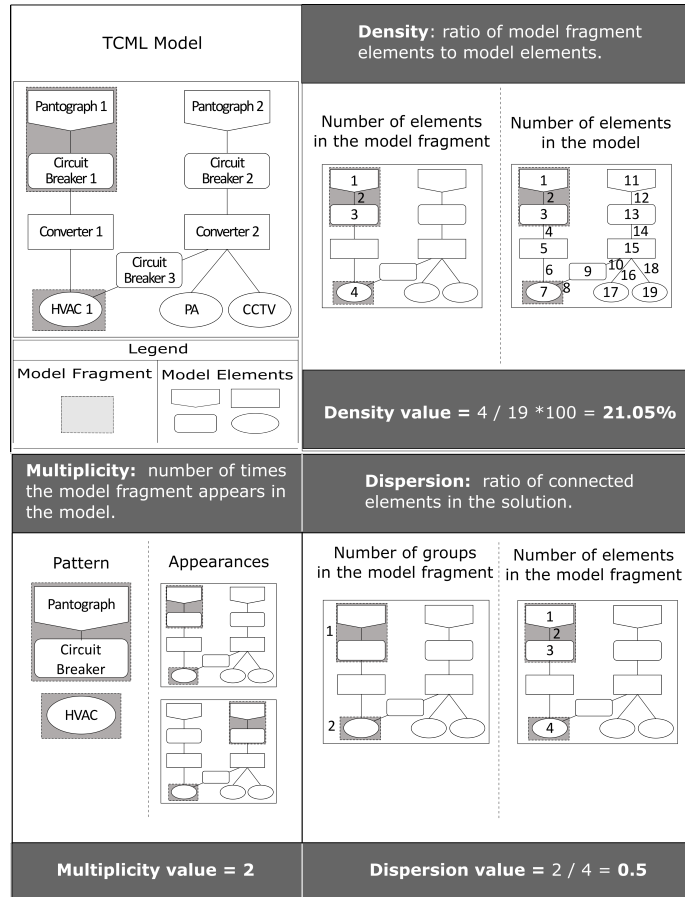 TCML Model
Pantograph 1
Pantograph 2
Circuit
Breaker 1
Circuit
Breaker 2
Converter 1
Converter 2
Circuit
Breaker 3
HVAC 1
PA
CCTV
Legend
Model Fragment
Model Elements
Density: ratio of model fragment
elements to model elements.
Number of elements
in the model fragment
1
2
3
4
Number of elements
in the model
1
2
3
4
5
6
7
8
9
10
11
12
13
14
15
16
17
18
19
Density value = 4 / 19 *100 = 21.05%
Multiplicity: number of times
the model fragment appears in
the model.
Pattern
Pantograph
Circuit
Breaker
HVAC
Appearances
Multiplicity value = 2
Dispersion: ratio of connected
elements in the solution.
Number of groups
in the model fragment
1
2
Number of elements
in the model fragment
1
2
3
4
Dispersion value = 2 / 4 = 0.5